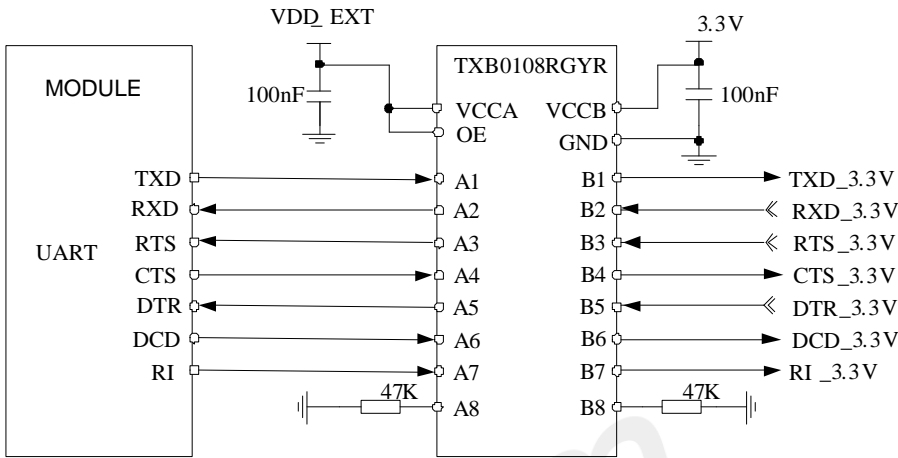 VDD_EXT
3.3V
TXB0108RGYR
MODULE
100nF
VCCA
VCCB
100nF
OE
GND
TXD
A1
B1
TXD_3.3V
RXD
A2
B2
RXD_3.3V
RTS
A3
B3
RTS_3.3V
UART
CTS
A4
B4
CTS_3.3V
DTR
A5
B5
DTR_3.3V
DCD
A6
B6
DCD_3.3V
RI
A7
B7
RI_3.3V
47K
A8
B8
47K